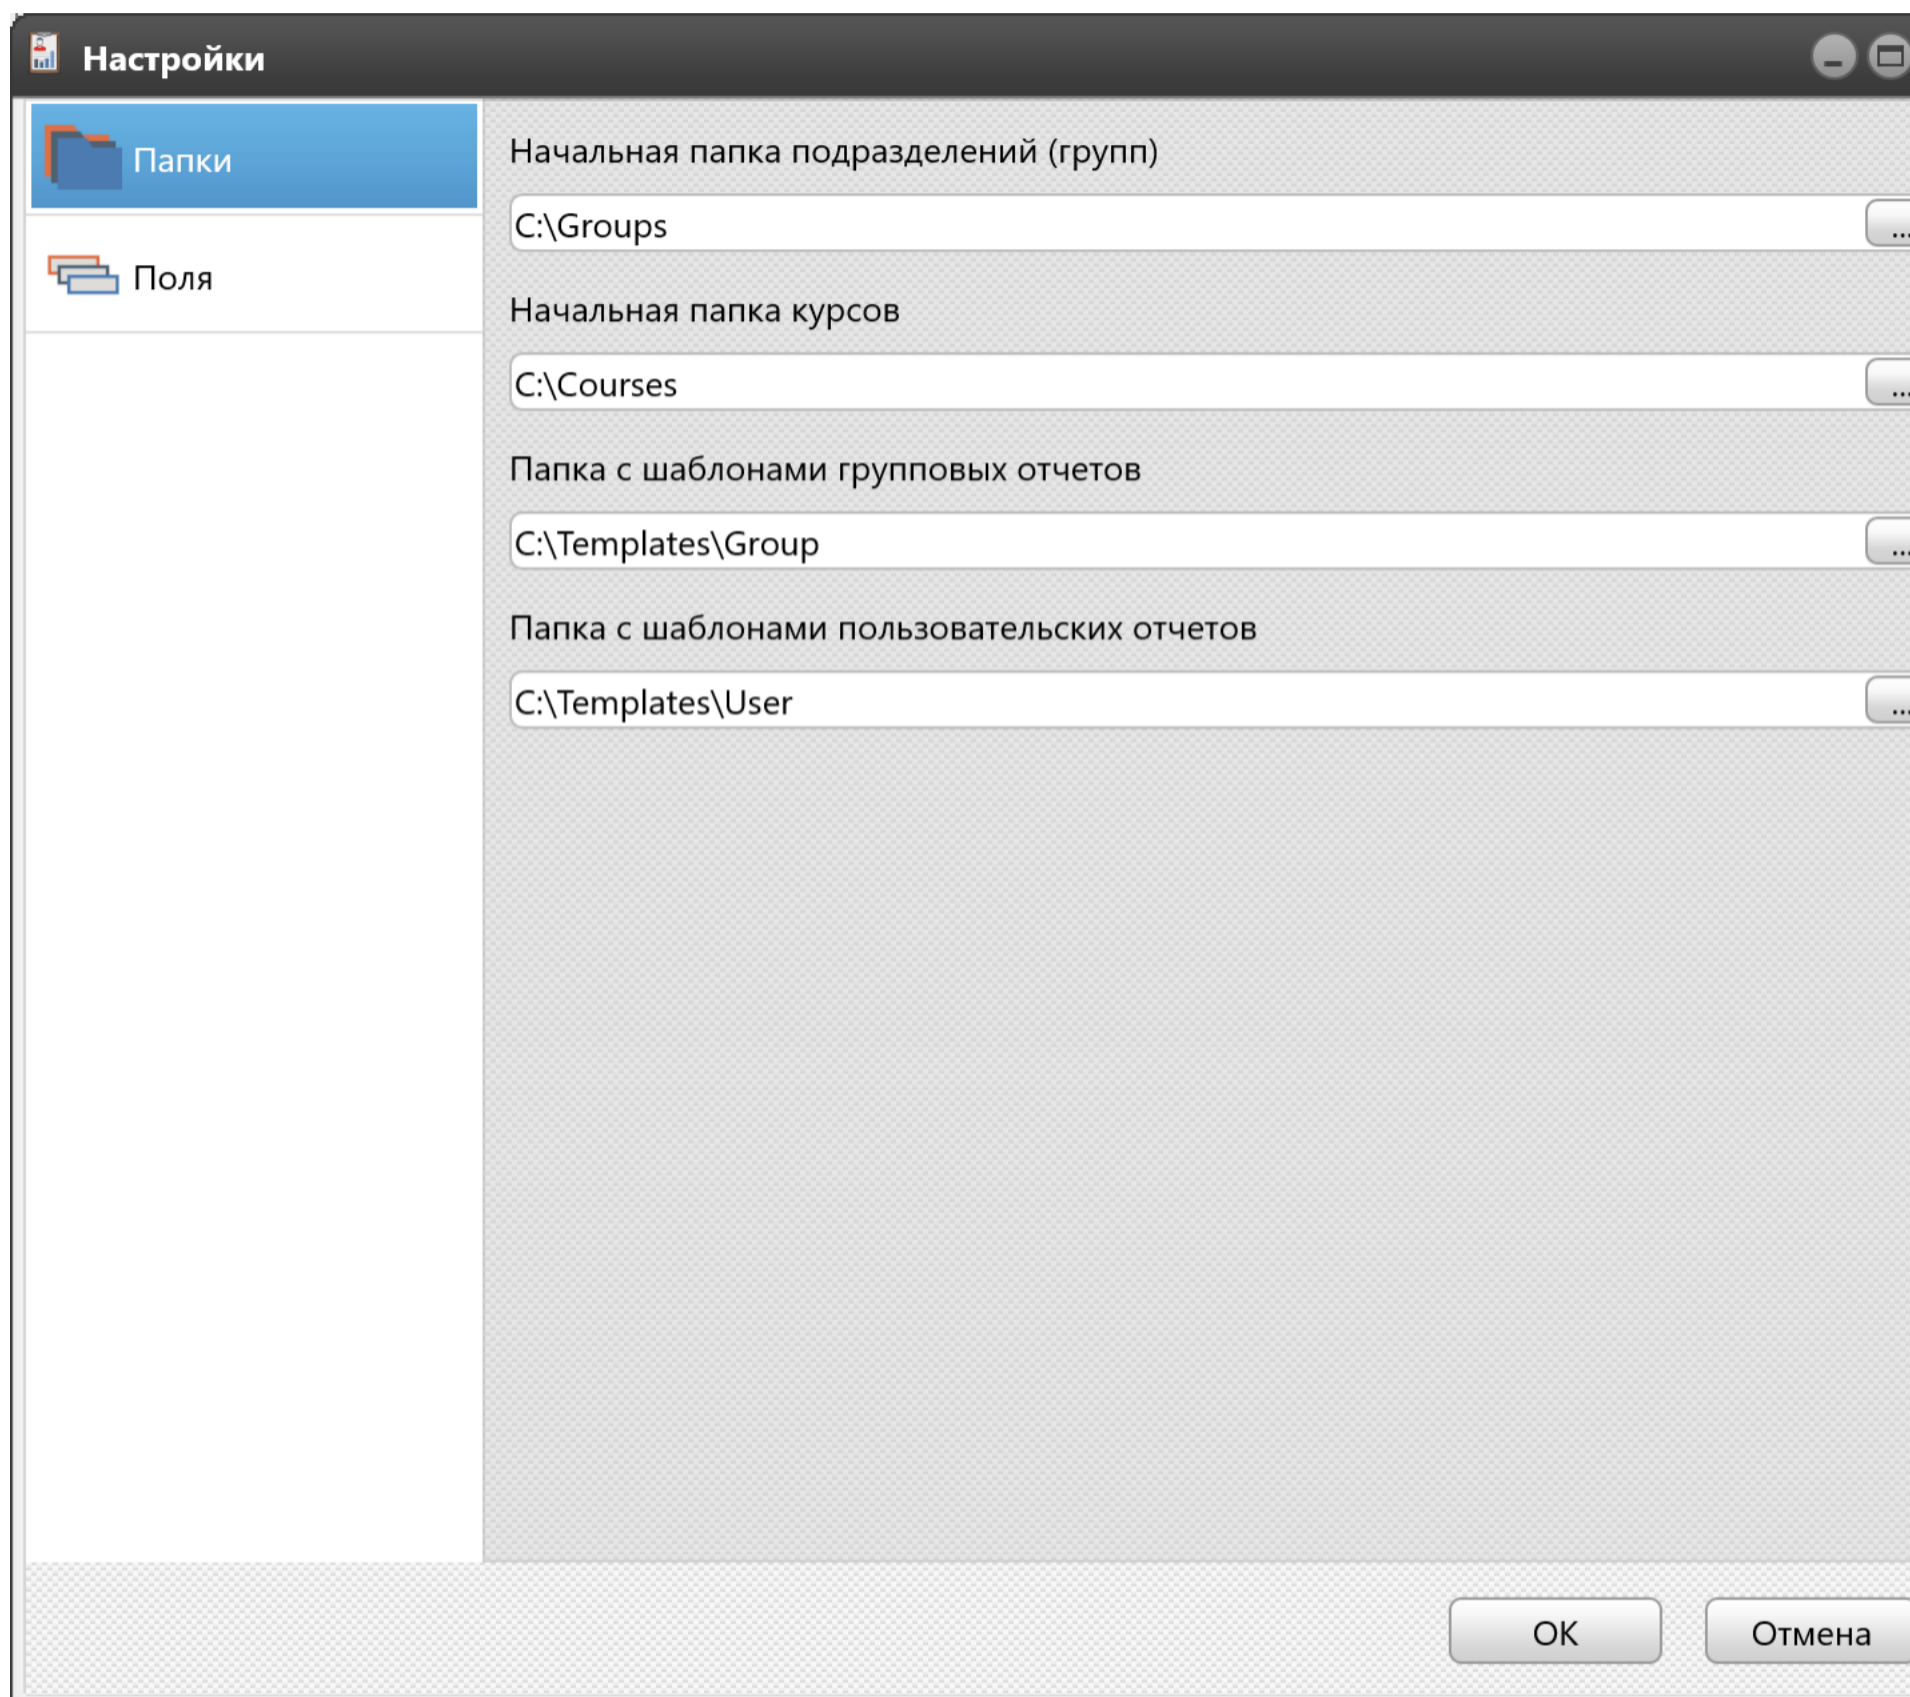 Настройки
Папки
Поля
Начальная папка подразделений (групп)
C:\Groups
...
Начальная папка курсов
C:\Courses
...
Папка с шаблонами групповых отчетов
C:\Templates\Group
...
Папка с шаблонами пользовательских отчетов
C:\Templates\User
...
ОК
Отмена